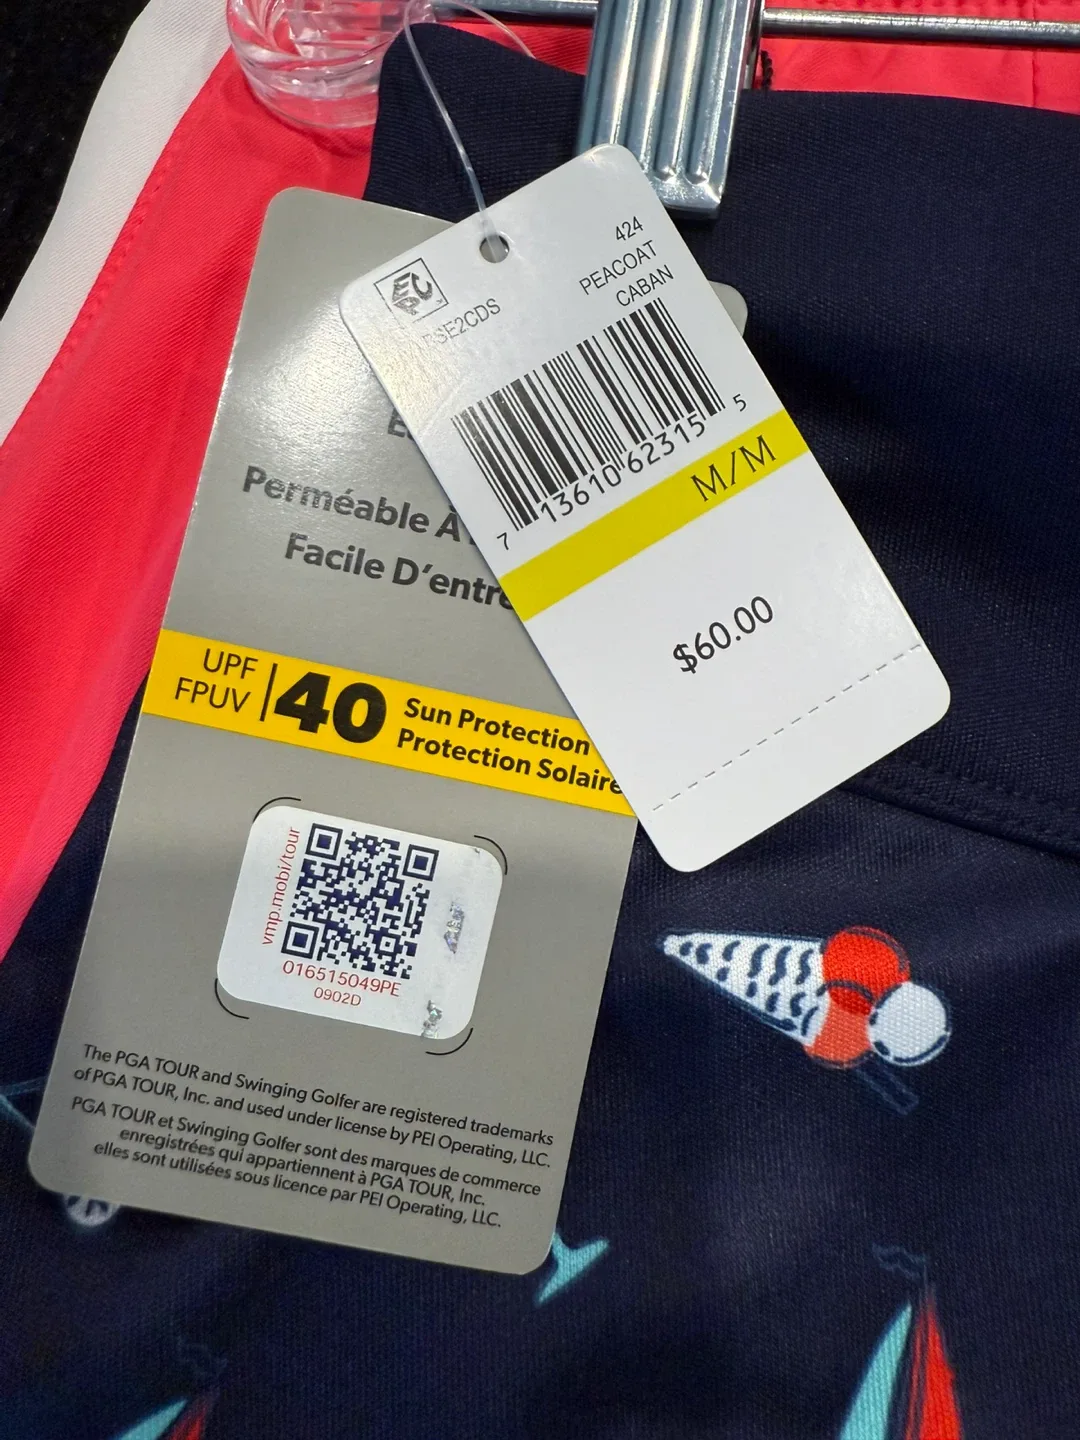 424
PEACOAT
CABAN
EPC
7 13610 62315 5
M/M
$60.00
Perméable À
Facile
UPF
FPUV
40
Sun Protection
Protection Solaire
vmp.mobi/tour
016515049PE
0902D
The PGA TOUR and Swinging Golfer are registered trademarks
of PGA TOUR, Inc. and used under license by PEI Operating, LLC.
PGA TOUR et Swinging Golfer sont des marques de commerce
enregistrées qui appartiennent à PGA TOUR, Inc.
elles sont utilisées sous licence par PEI Operating, LLC.